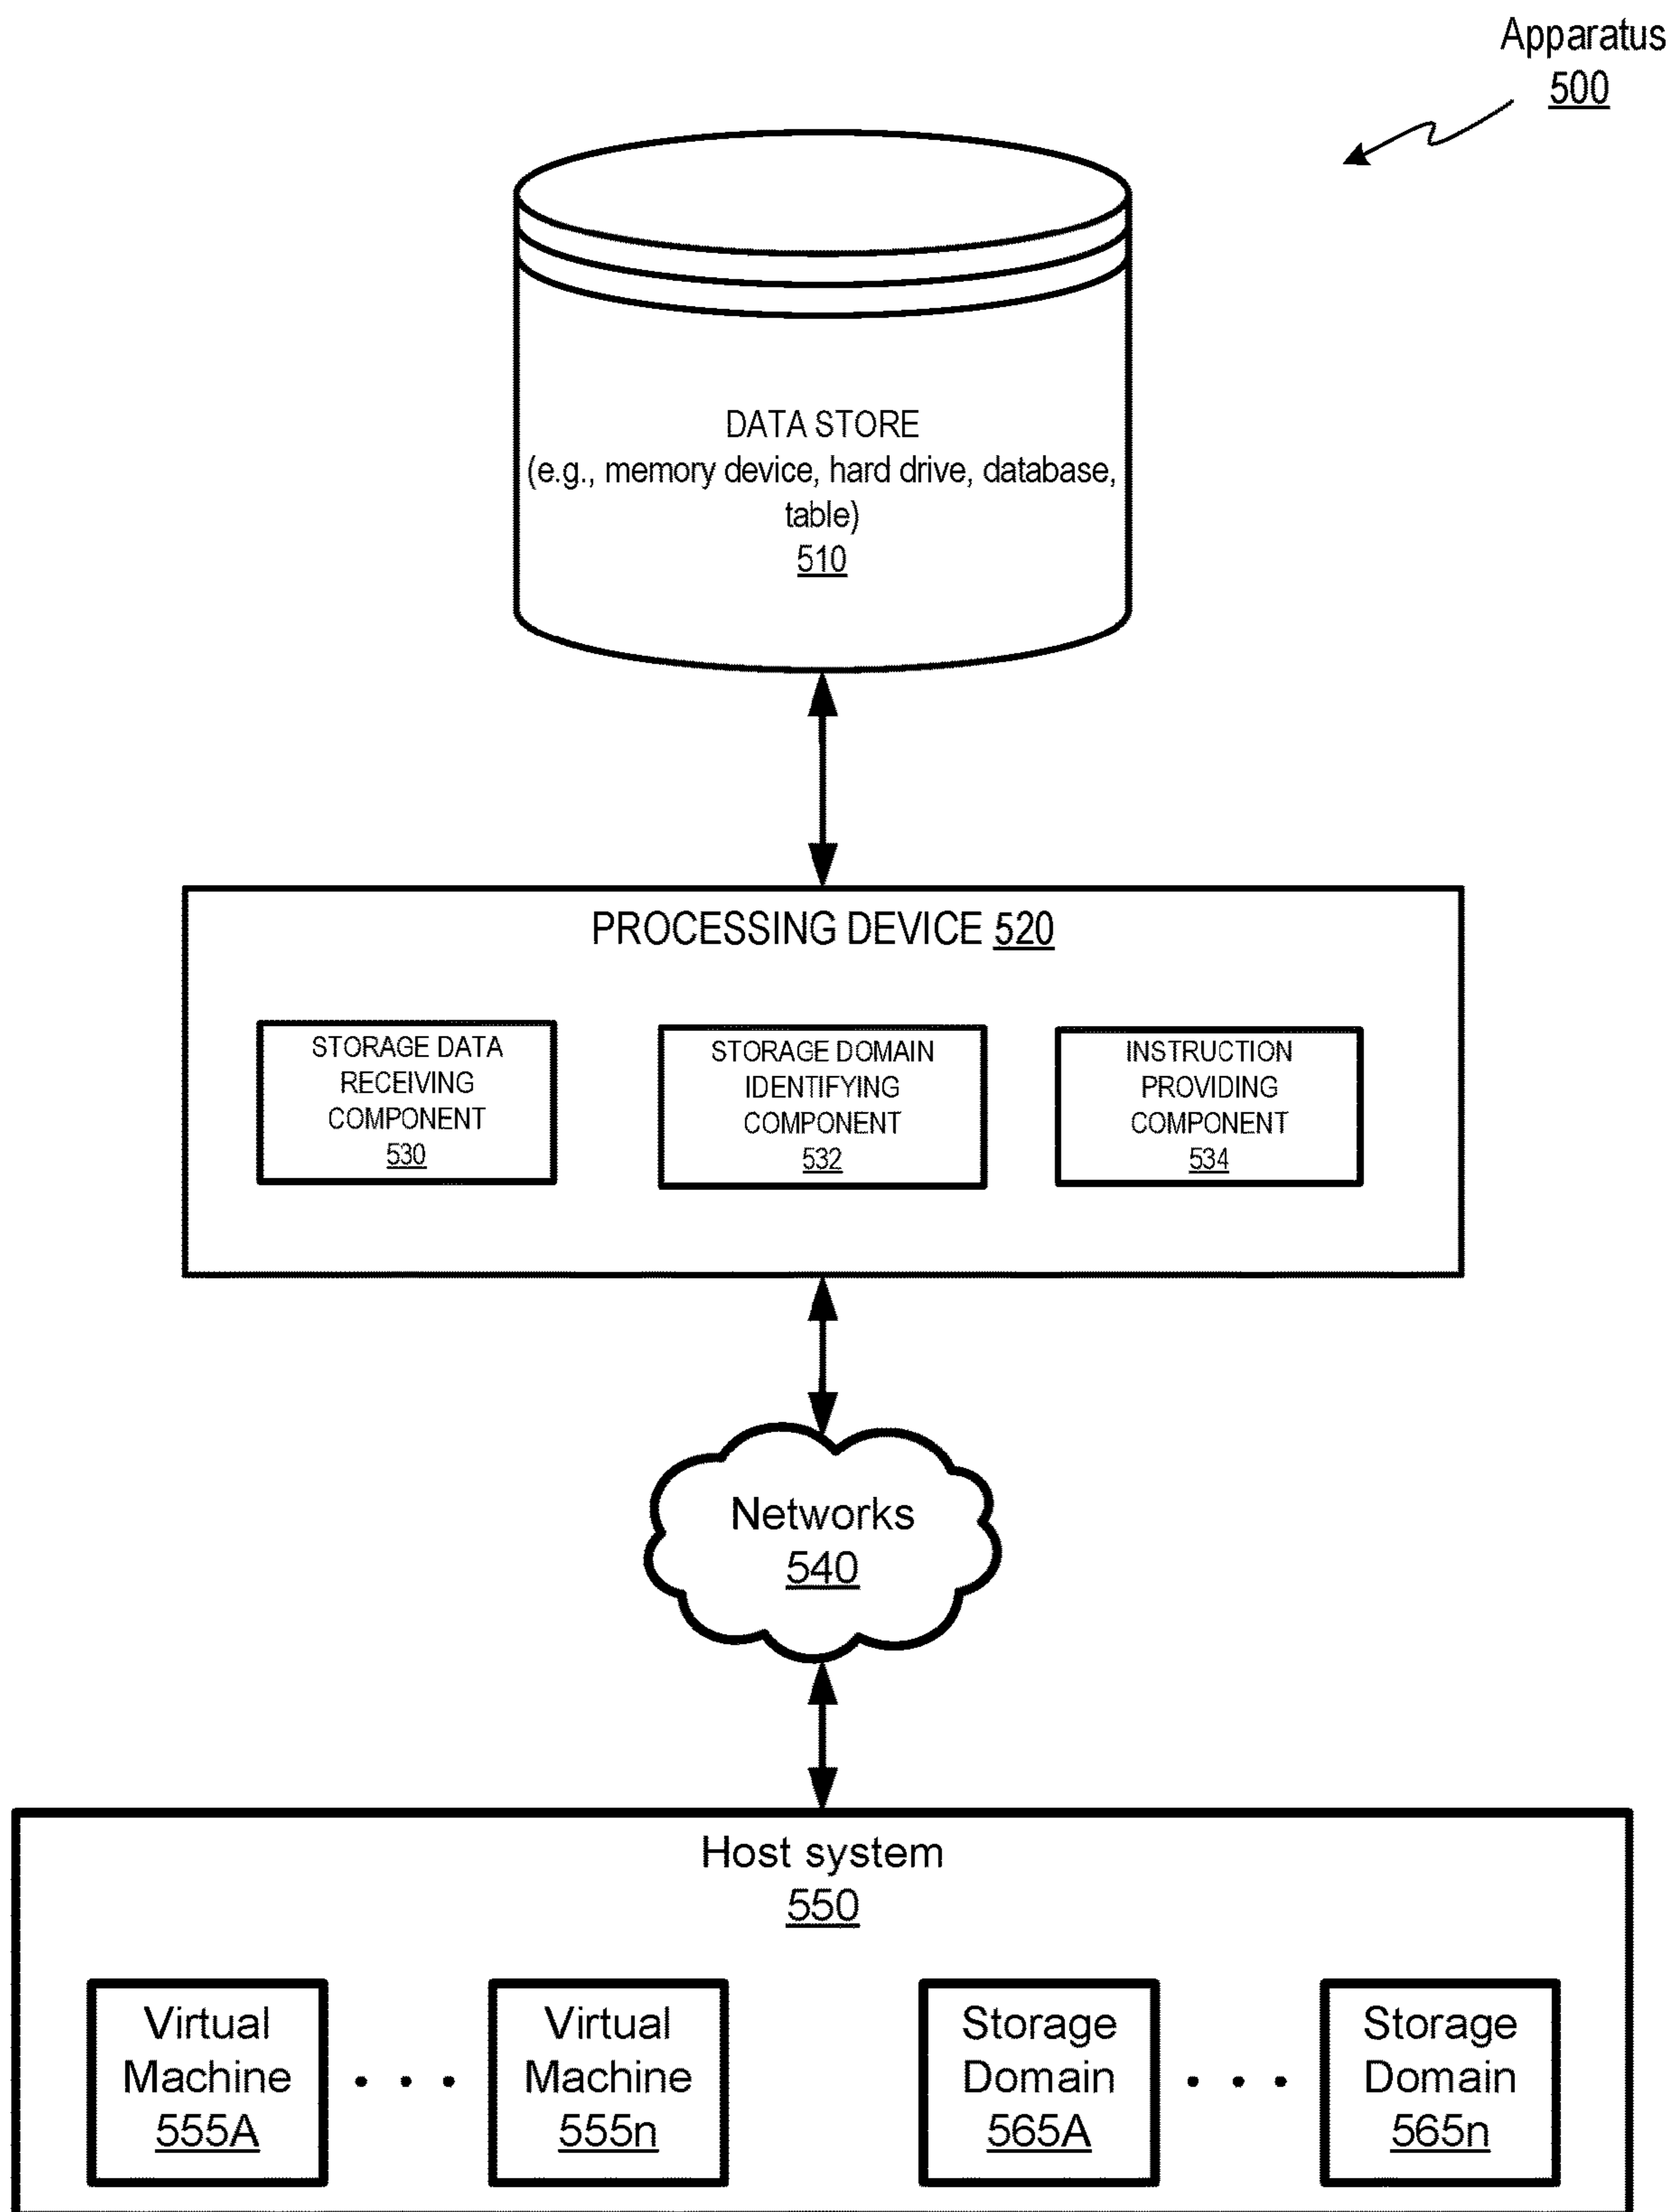 Apparatus
500
DATA STORE
(e.g., memory device, hard drive, database,
table)
510
PROCESSING DEVICE 520
STORAGE DATA
RECEIVING
COMPONENT
530
STORAGE DOMAIN
IDENTIFYING
COMPONENT
532
INSTRUCTION
PROVIDING
COMPONENT
534
Networks
540
Host system
550
Virtual
Machine
555A
. . .
Virtual
Machine
555n
Storage
Domain
565A
. . .
Storage
Domain
565n